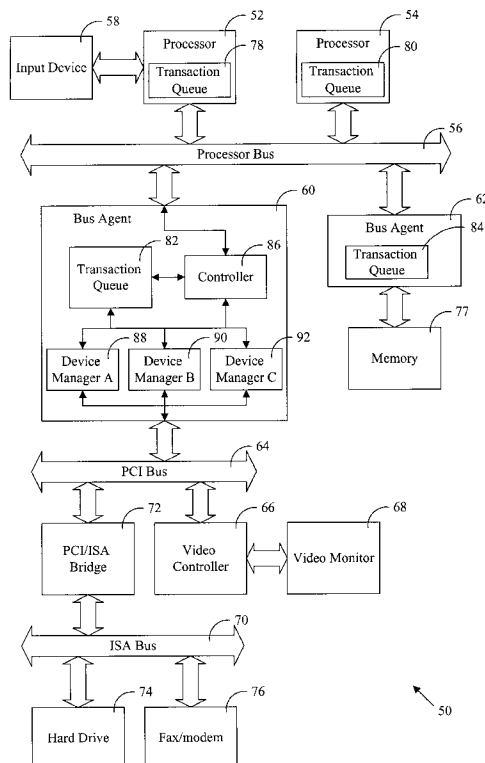 58
52
54
Input Device
Processor
78
Transaction
Queue
Processor
80
Transaction
Queue
56
Processor Bus
60
62
Bus Agent
82
86
Transaction
Queue
Controller
Bus Agent
84
Transaction
Queue
88
90
92
Device
Manager A
Device
Manager B
Device
Manager C
77
Memory
64
PCI Bus
72
66
68
PCI/ISA
Bridge
Video
Controller
Video Monitor
70
ISA Bus
74
76
50
Hard Drive
Fax/modem